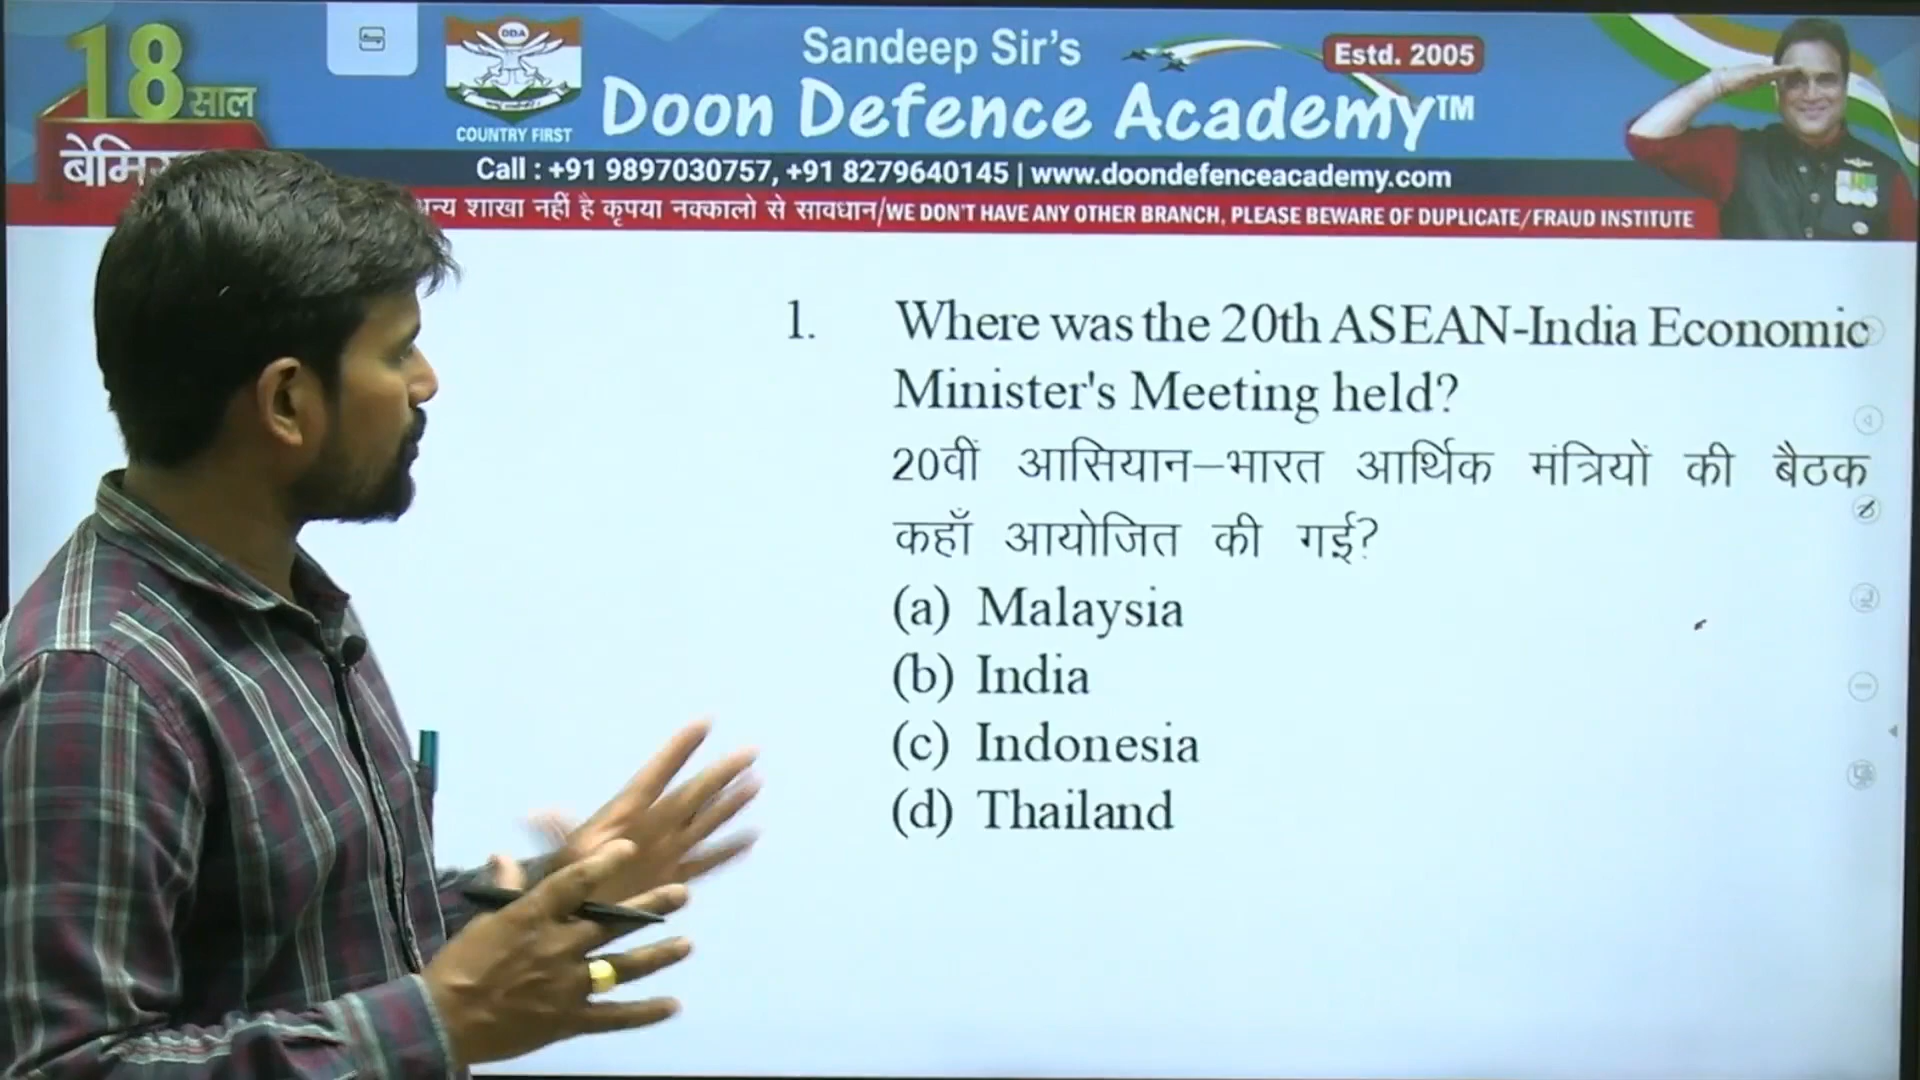 18 साल
DDA
COUNTRY FIRST
Sandeep Sir's
Estd. 2005
Doon Defence Academy™
Call : +91 9897030757, +91 8279640145 | www.doondefenceacademy.com
शाखा नहीं है कृपया नक्कालो से सावधान/WE DON'T HAVE ANY OTHER BRANCH, PLEASE BEWARE OF DUPLICATE/FRAUD INSTITUTE
1. Where was the 20th ASEAN-India Economic
Minister's Meeting held?
20वीं आसियान–भारत आर्थिक मंत्रियों की बैठक
कहाँ आयोजित की गई?
(a) Malaysia
(b) India
(c) Indonesia
(d) Thailand